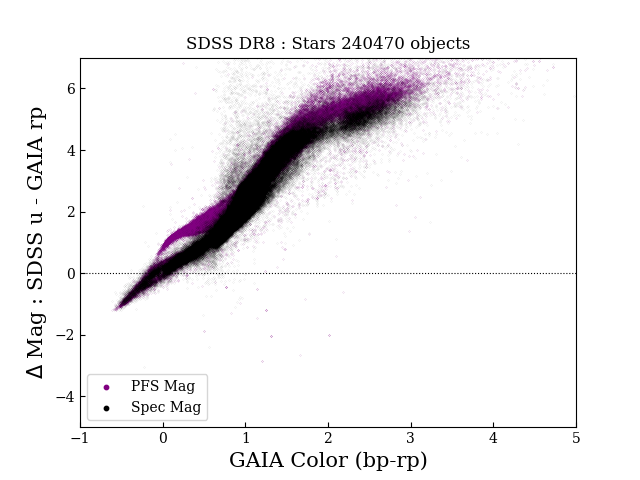 SDSS DR8 : Stars 240470 objects
Δ Mag : SDSS u - GAIA rp
6
4
2
0
−2
−4
PFS Mag
Spec Mag
−1 0 1 2 3 4 5
GAIA Color (bp-rp)